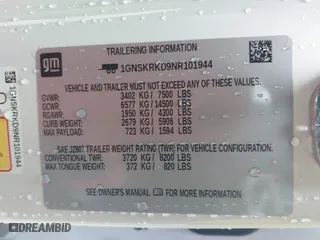 gm
TRAILERING INFORMATION
1GNSKRKD9NR101944
VEHICLE AND TRAILER MUST NOT EXCEED ANY OF THESE VALUES:
GVWR: 3402 KG / 7500 LBS
GCWR: 6577 KG / 14500 LBS
RGAWR: 1950 KG / 4300 LBS
CURB WEIGHT: 2679 KG / 5906 LBS
MAX PAYLOAD: 723 KG / 1594 LBS
SAE J2807 TRAILER WEIGHT RATING (TWR) FOR VEHICLE CONFIGURATION.
CONVENTIONAL TWR: 3720 KG / 8200 LBS
MAX TONGUE WEIGHT: 372 KG / 820 LBS
SEE OWNER'S MANUAL FOR MORE INFORMATION.
1GNSKRKD9NR101944
DREAMBID